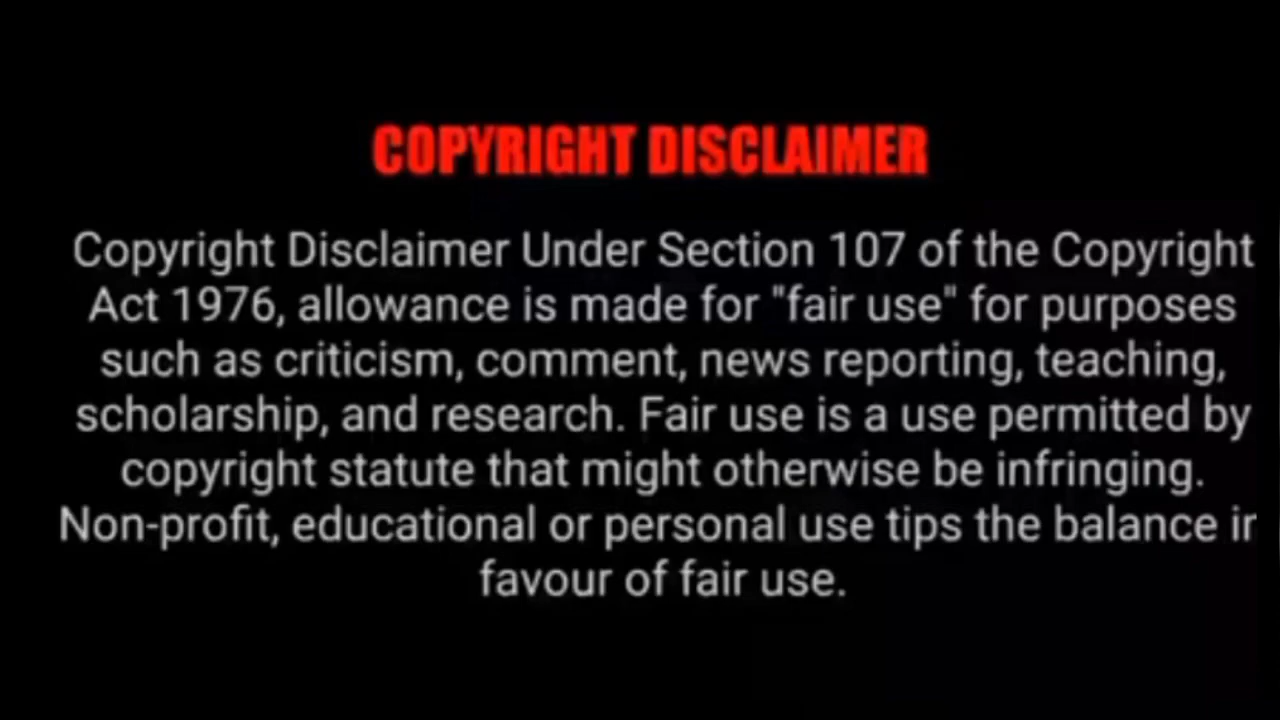 COPYRIGHT DISCLAIMER
Copyright Disclaimer Under Section 107 of the Copyright
Act 1976, allowance is made for "fair use" for purposes
such as criticism, comment, news reporting, teaching,
scholarship, and research. Fair use is a use permitted by
copyright statute that might otherwise be infringing.
Non-profit, educational or personal use tips the balance in
favour of fair use.